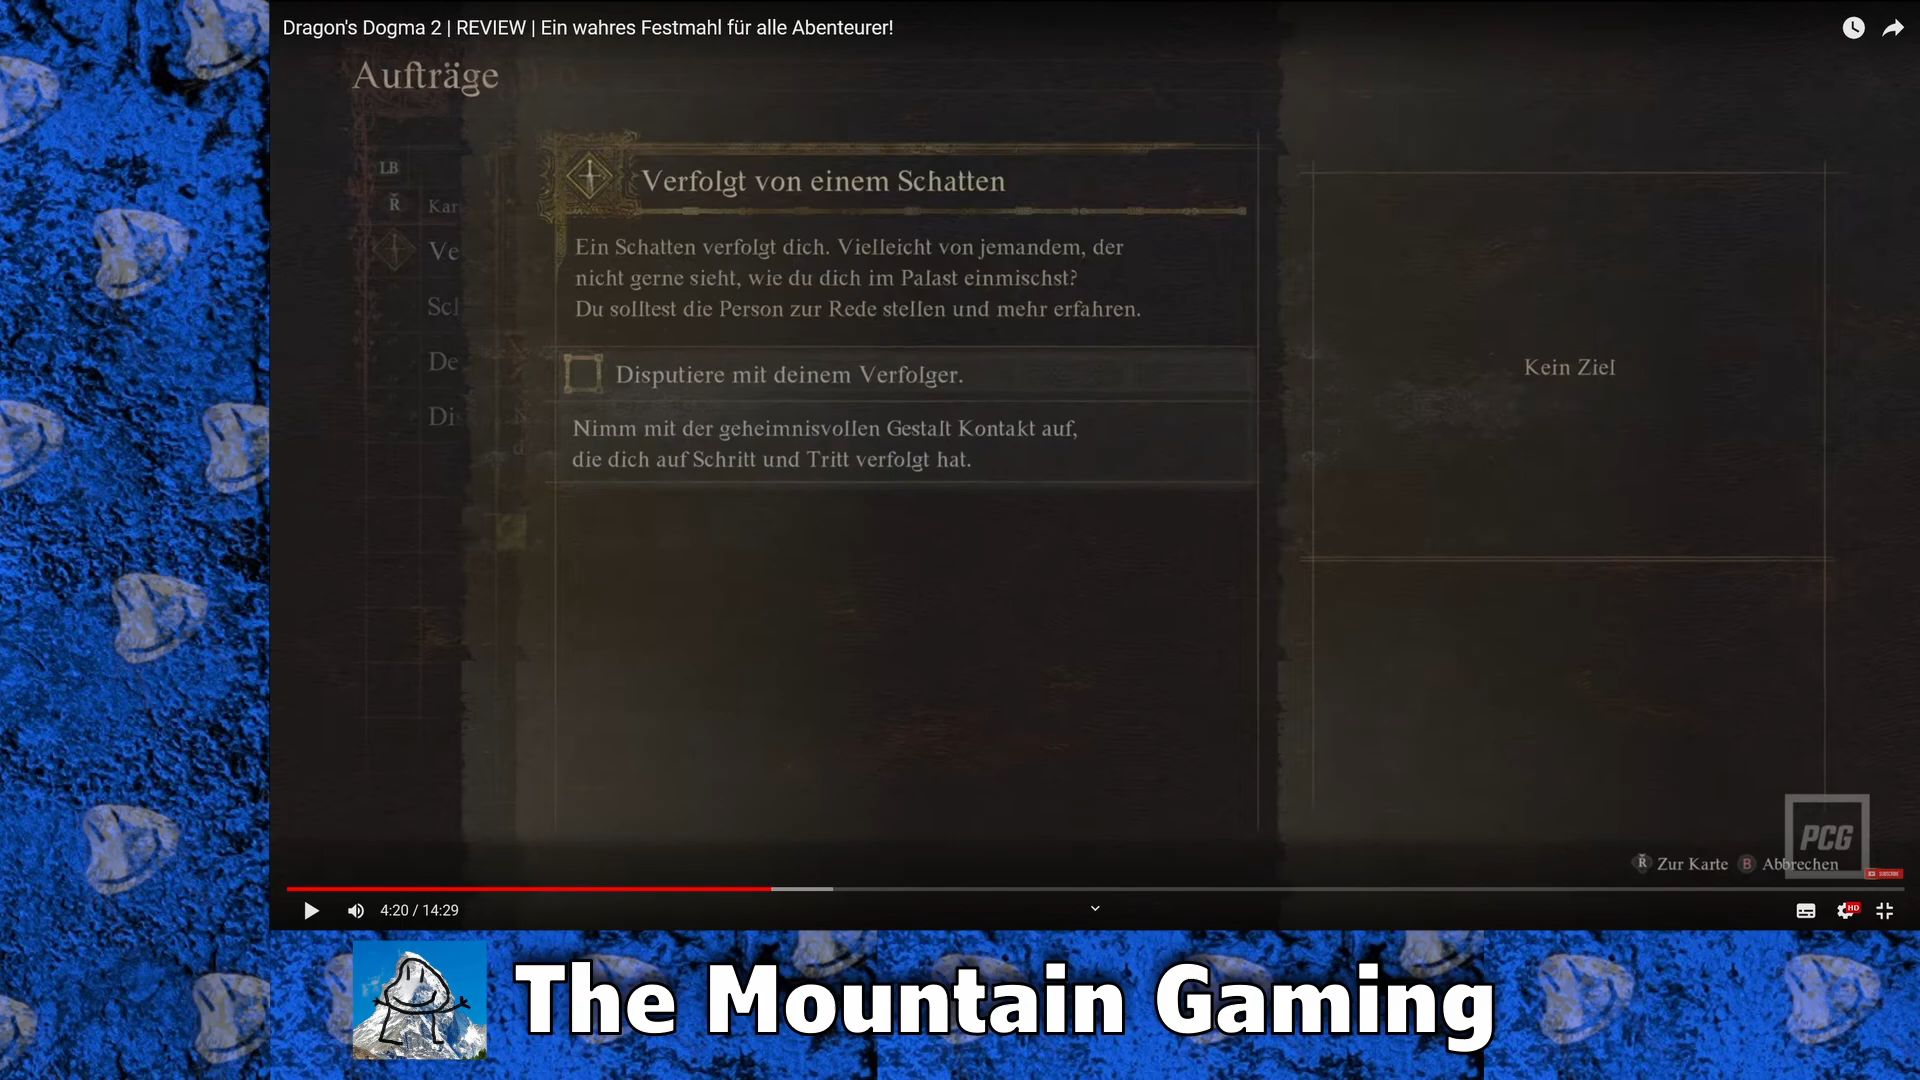 Dragon's Dogma 2 | REVIEW | Ein wahres Festmahl für alle Abenteurer!
Aufträge
LB
R
Verfolgt von einem Schatten
Ein Schatten verfolgt dich. Vielleicht von jemandem, der
nicht gerne sieht, wie du dich im Palast einmischst?
Du solltest die Person zur Rede stellen und mehr erfahren.
Disputiere mit deinem Verfolger.
Nimm mit der geheimnisvollen Gestalt Kontakt auf,
die dich auf Schritt und Tritt verfolgt hat.
Kein Ziel
PCG
R Zur Karte B Abbrechen
SUBSCRIBE
4:20 / 14:29
HD
The Mountain Gaming